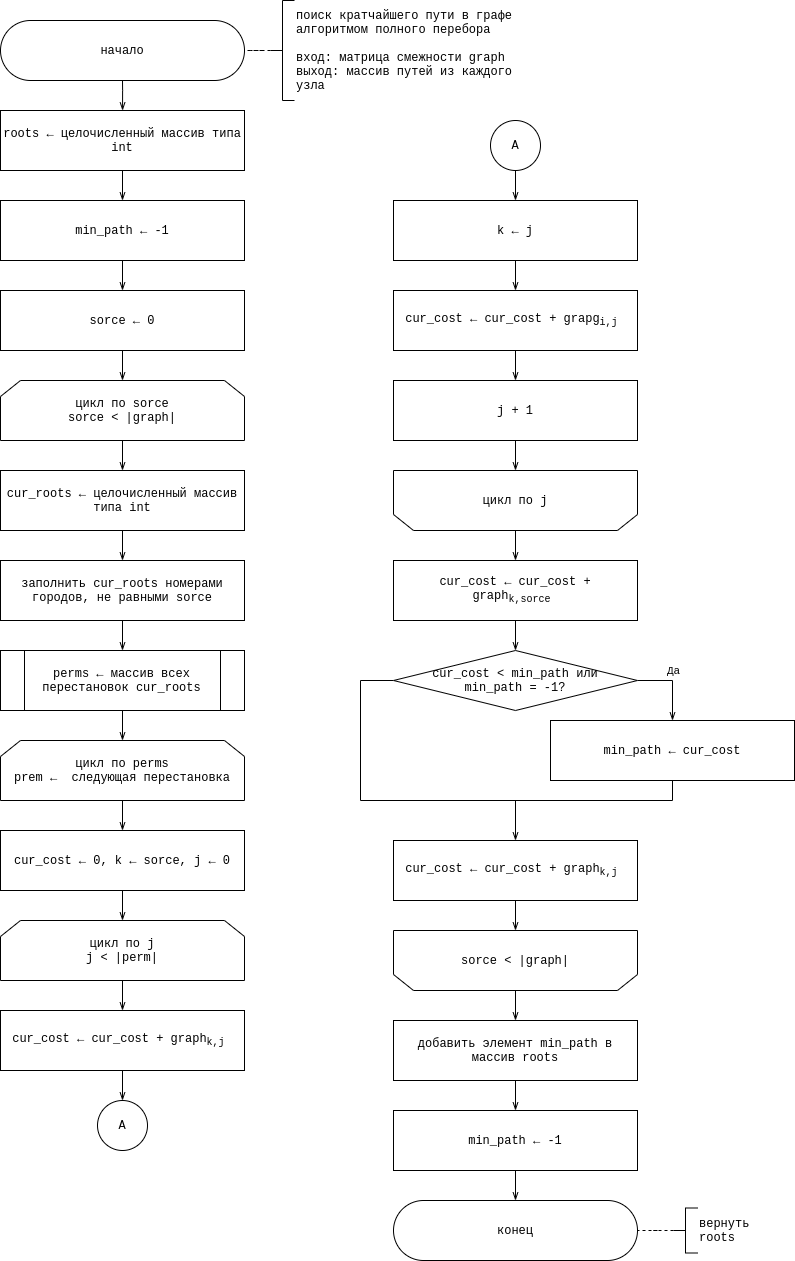 начало
поиск кратчайшего пути в графе
алгоритмом полного перебора
вход: матрица смежности graph
выход: массив путей из каждого
узла
roots ← целочисленный массив типа
int
min_path ← -1
sorce ← 0
цикл по sorce
sorce < |graph|
cur_roots ← целочисленный массив
типа int
заполнить cur_roots номерами
городов, не равными sorce
perms ← массив всех
перестановок cur_roots
цикл по perms
prem ← следующая перестановка
cur_cost ← 0, k ← sorce, j ← 0
цикл по j
j < |perm|
cur_cost ← cur_cost + graph k,j
A
A
k ← j
cur_cost ← cur_cost + grapg i,j
j + 1
цикл по j
cur_cost ← cur_cost +
graph k,sorce
cur_cost < min_path или
min_path = -1?
Да
min_path ← cur_cost
cur_cost ← cur_cost + graph k,j
sorce < |graph|
добавить элемент min_path в
массив roots
min_path ← -1
конец
вернуть
roots